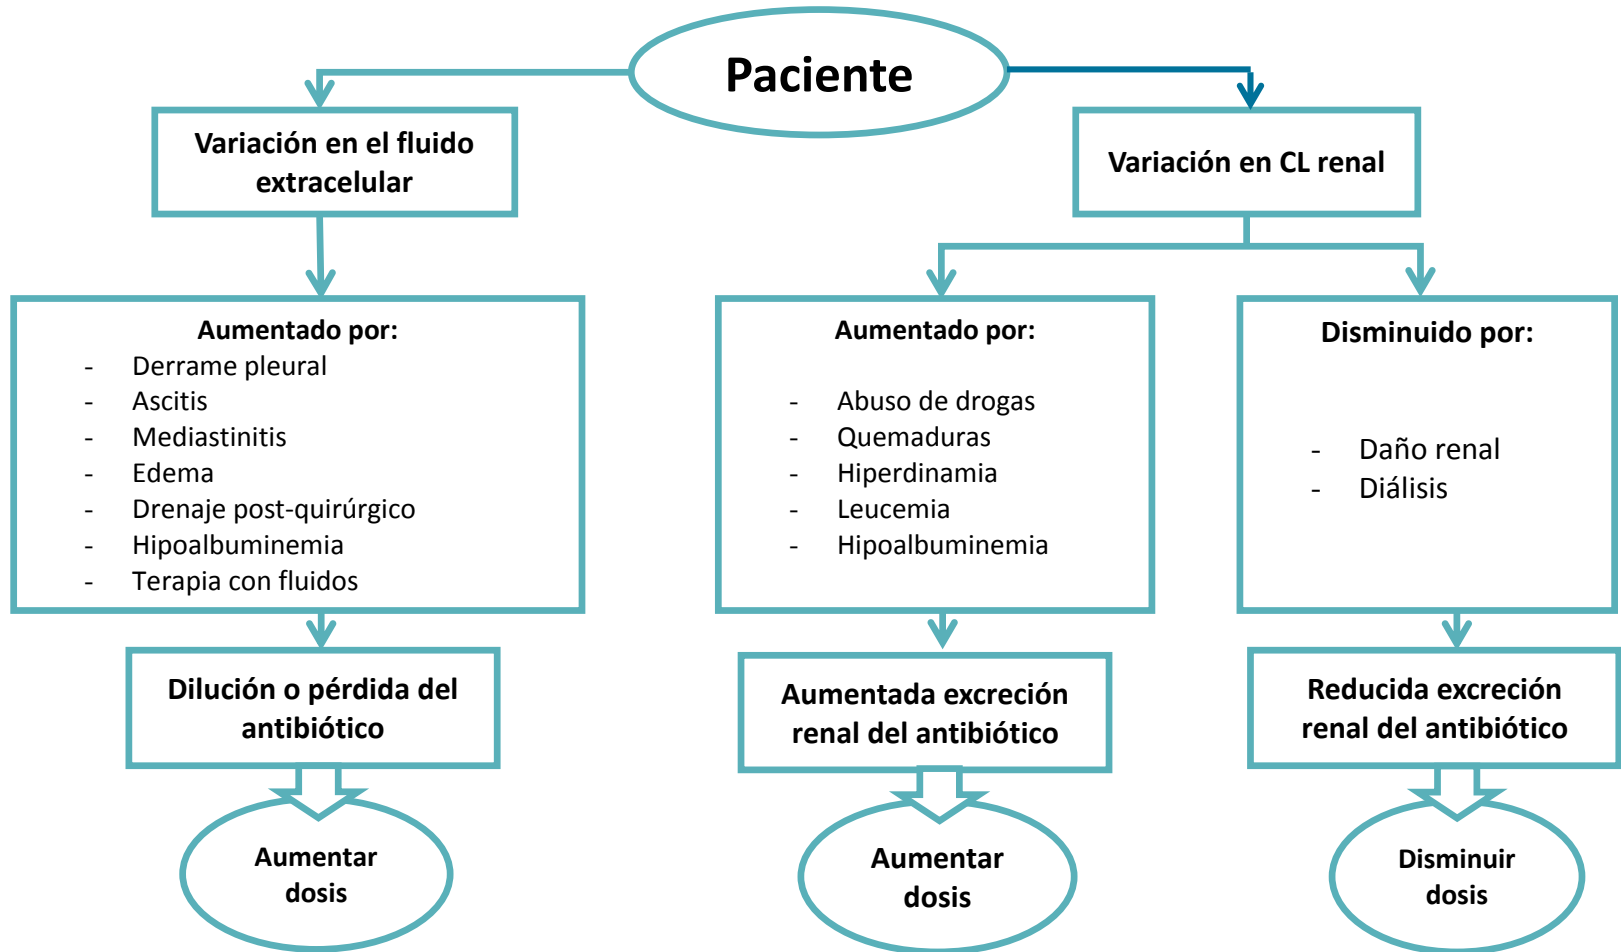 Paciente
Variación en el fluido
extracelular
Aumentado por:
- Derrame pleural
- Ascitis
- Mediastinitis
- Edema
- Drenaje post-quirúrgico
- Hipoalbuminemia
- Terapia con fluidos
Dilución o pérdida del
antibiótico
Aumentar
dosis
Variación en CL renal
Aumentado por:
- Abuso de drogas
- Quemaduras
- Hiperdinamia
- Leucemia
- Hipoalbuminemia
Aumentada excreción
renal del antibiótico
Aumentar
dosis
Disminuido por:
- Daño renal
- Diálisis
Reducida excreción
renal del antibiótico
Disminuir
dosis